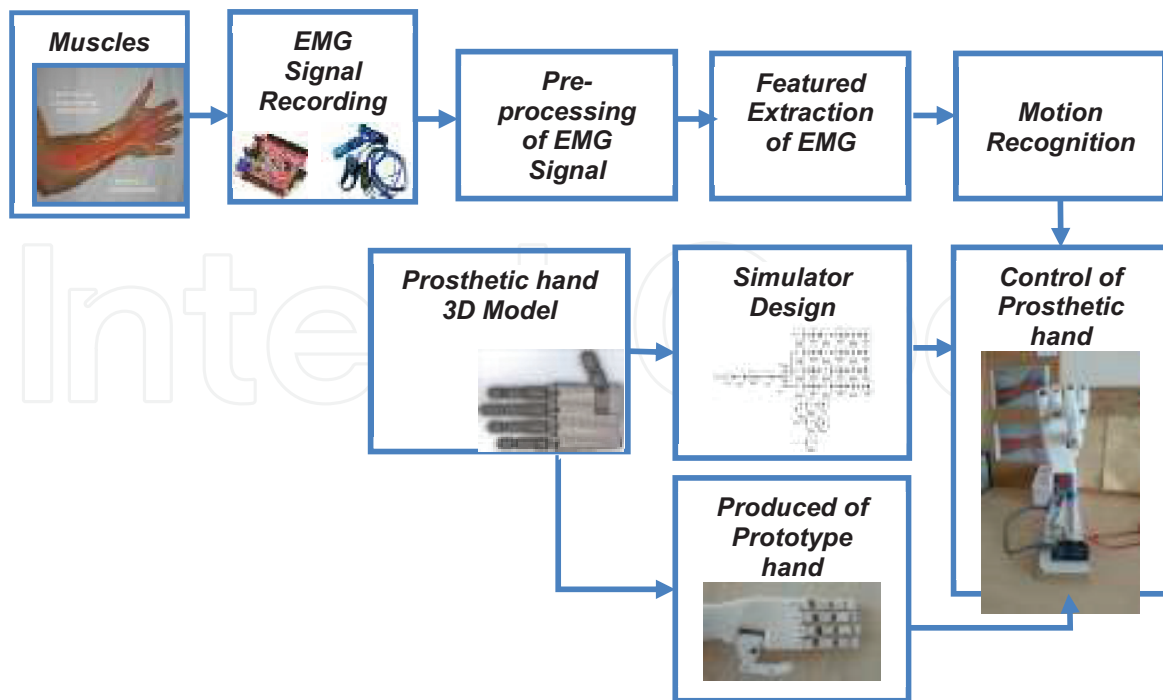 Muscles
EMG
Signal
Recording
Pre-
processing
of EMG
Signal
Featured
Extraction
of EMG
Motion
Recognition
Prosthetic hand
3D Model
Simulator
Design
Control of
Prosthetic
hand
Produced of
Prototype
hand